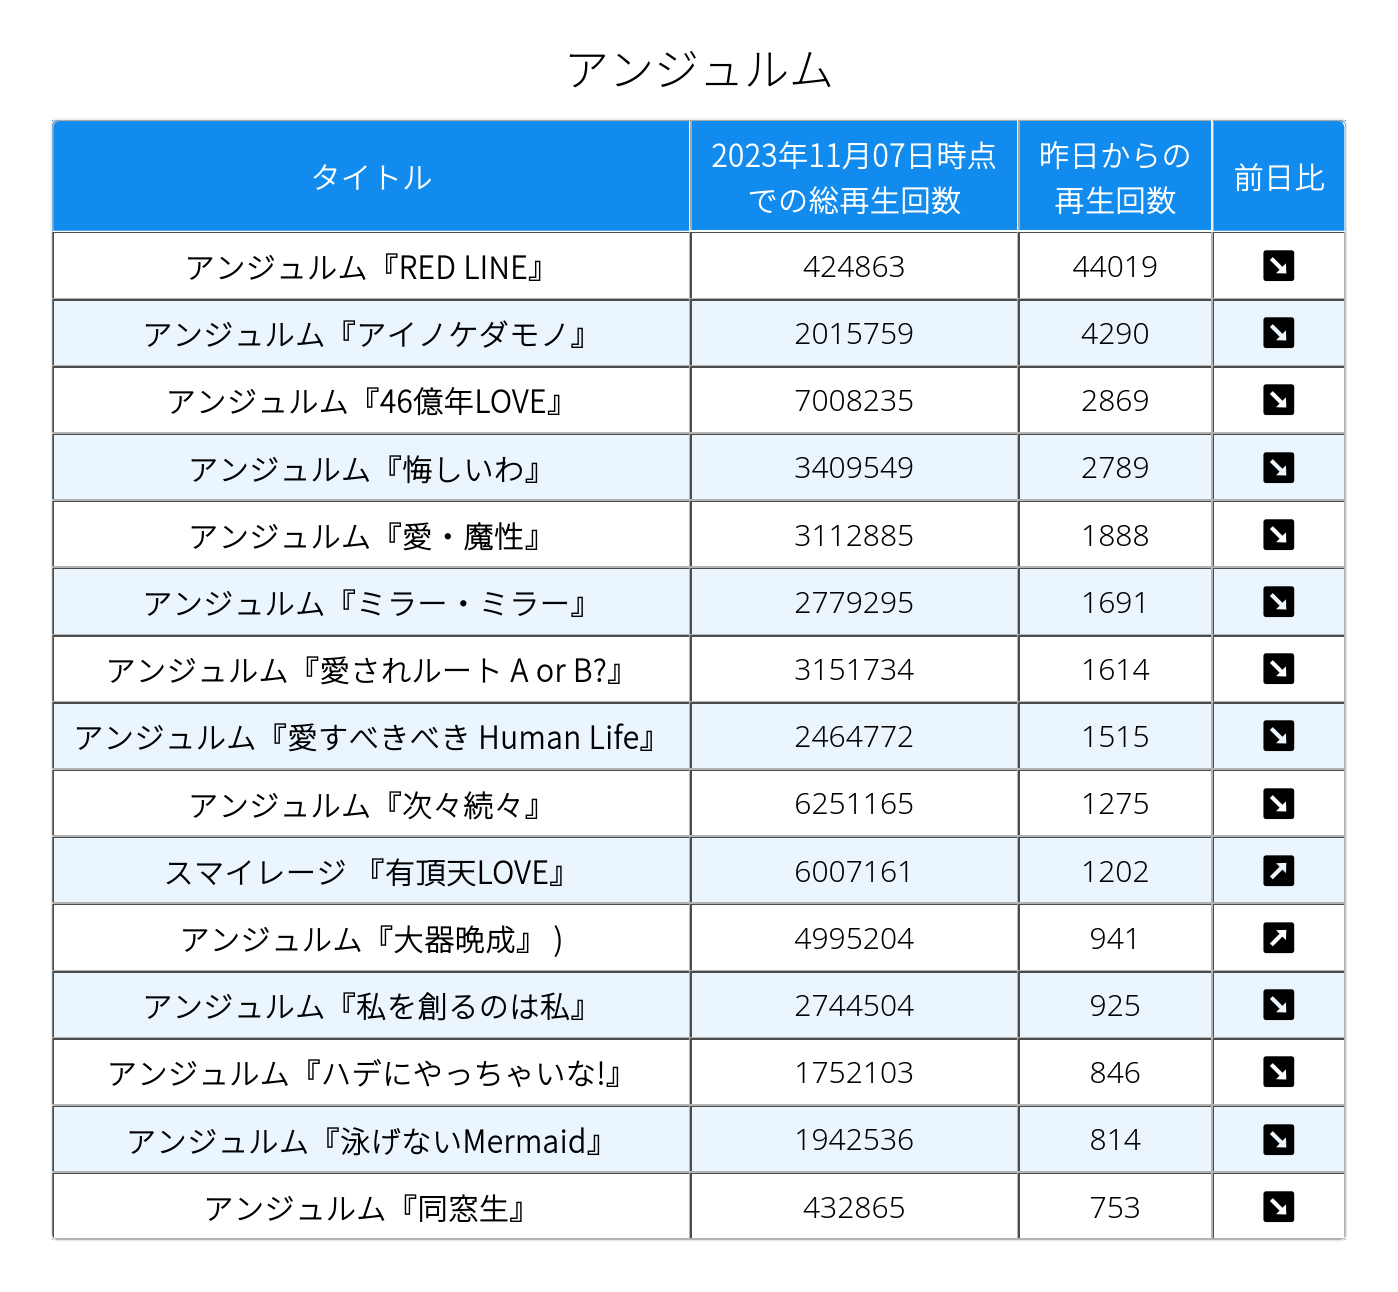 アンジュルム
タイトル 2023年11月07日時点での総再生回数 昨日からの再生回数 前日比
アンジュルム『RED LINE』 424863 44019 ↘
アンジュルム『アイノケダモノ』 2015759 4290 ↘
アンジュルム『46億年LOVE』 7008235 2869 ↘
アンジュルム『悔しいわ』 3409549 2789 ↘
アンジュルム『愛・魔性』 3112885 1888 ↘
アンジュルム『ミラー・ミラー』 2779295 1691 ↘
アンジュルム『愛されルート A or B?』 3151734 1614 ↘
アンジュルム『愛すべきべき Human Life』 2464772 1515 ↘
アンジュルム『次々続々』 6251165 1275 ↘
スマイレージ 『有頂天LOVE』 6007161 1202 ↗
アンジュルム『大器晩成』 ) 4995204 941 ↗
アンジュルム『私を創るのは私』 2744504 925 ↘
アンジュルム『ハデにやっちゃいな!』 1752103 846 ↘
アンジュルム『泳げないMermaid』 1942536 814 ↘
アンジュルム『同窓生』 432865 753 ↘